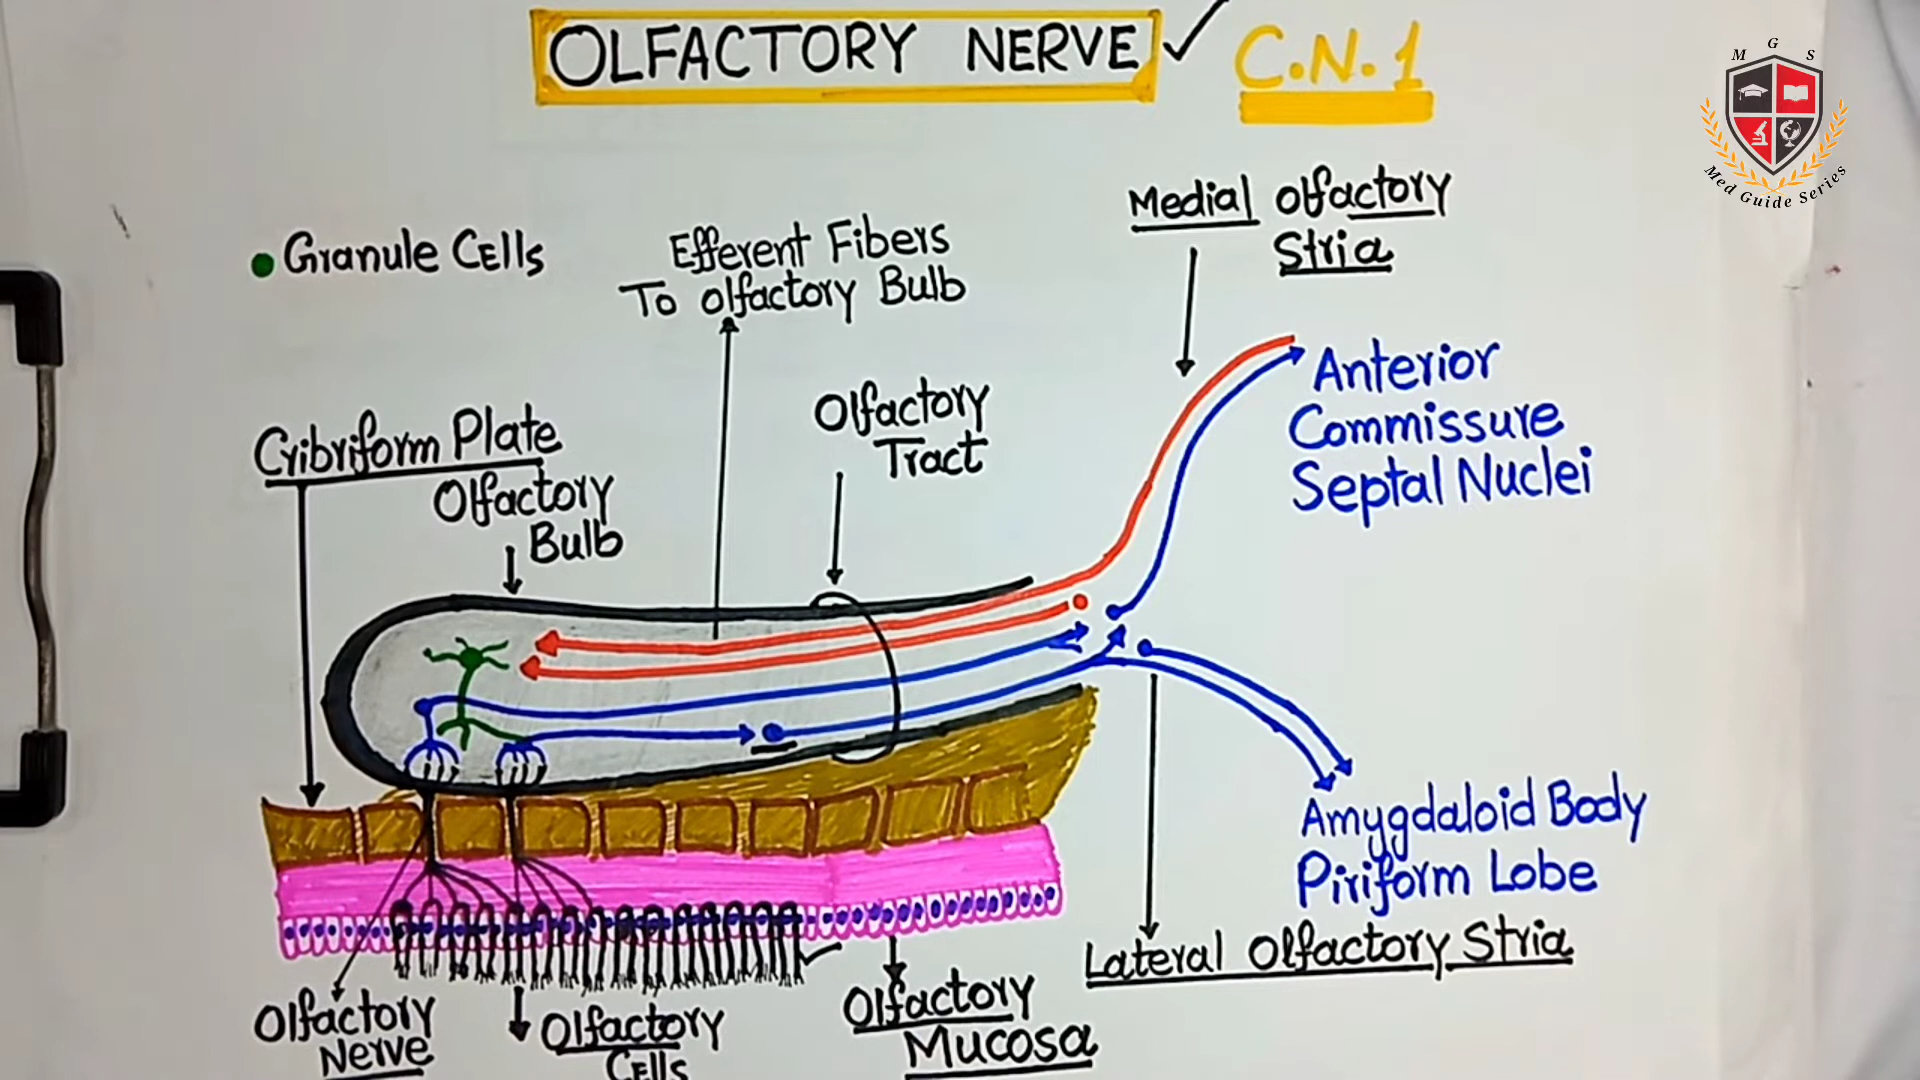 OLFACTORY NERVE
C.N.1
M G S
Med Guide Series
Medial Olfactory
Stria
Granule Cells
Efferent Fibers
To Olfactory Bulb
Anterior
Commissure
Septal Nuclei
Olfactory
Tract
Cribriform Plate
Olfactory
Bulb
Amygdaloid Body
Piriform Lobe
Lateral Olfactory Stria
Olfactory
Nerve
Olfactory
Cells
Olfactory
Mucosa